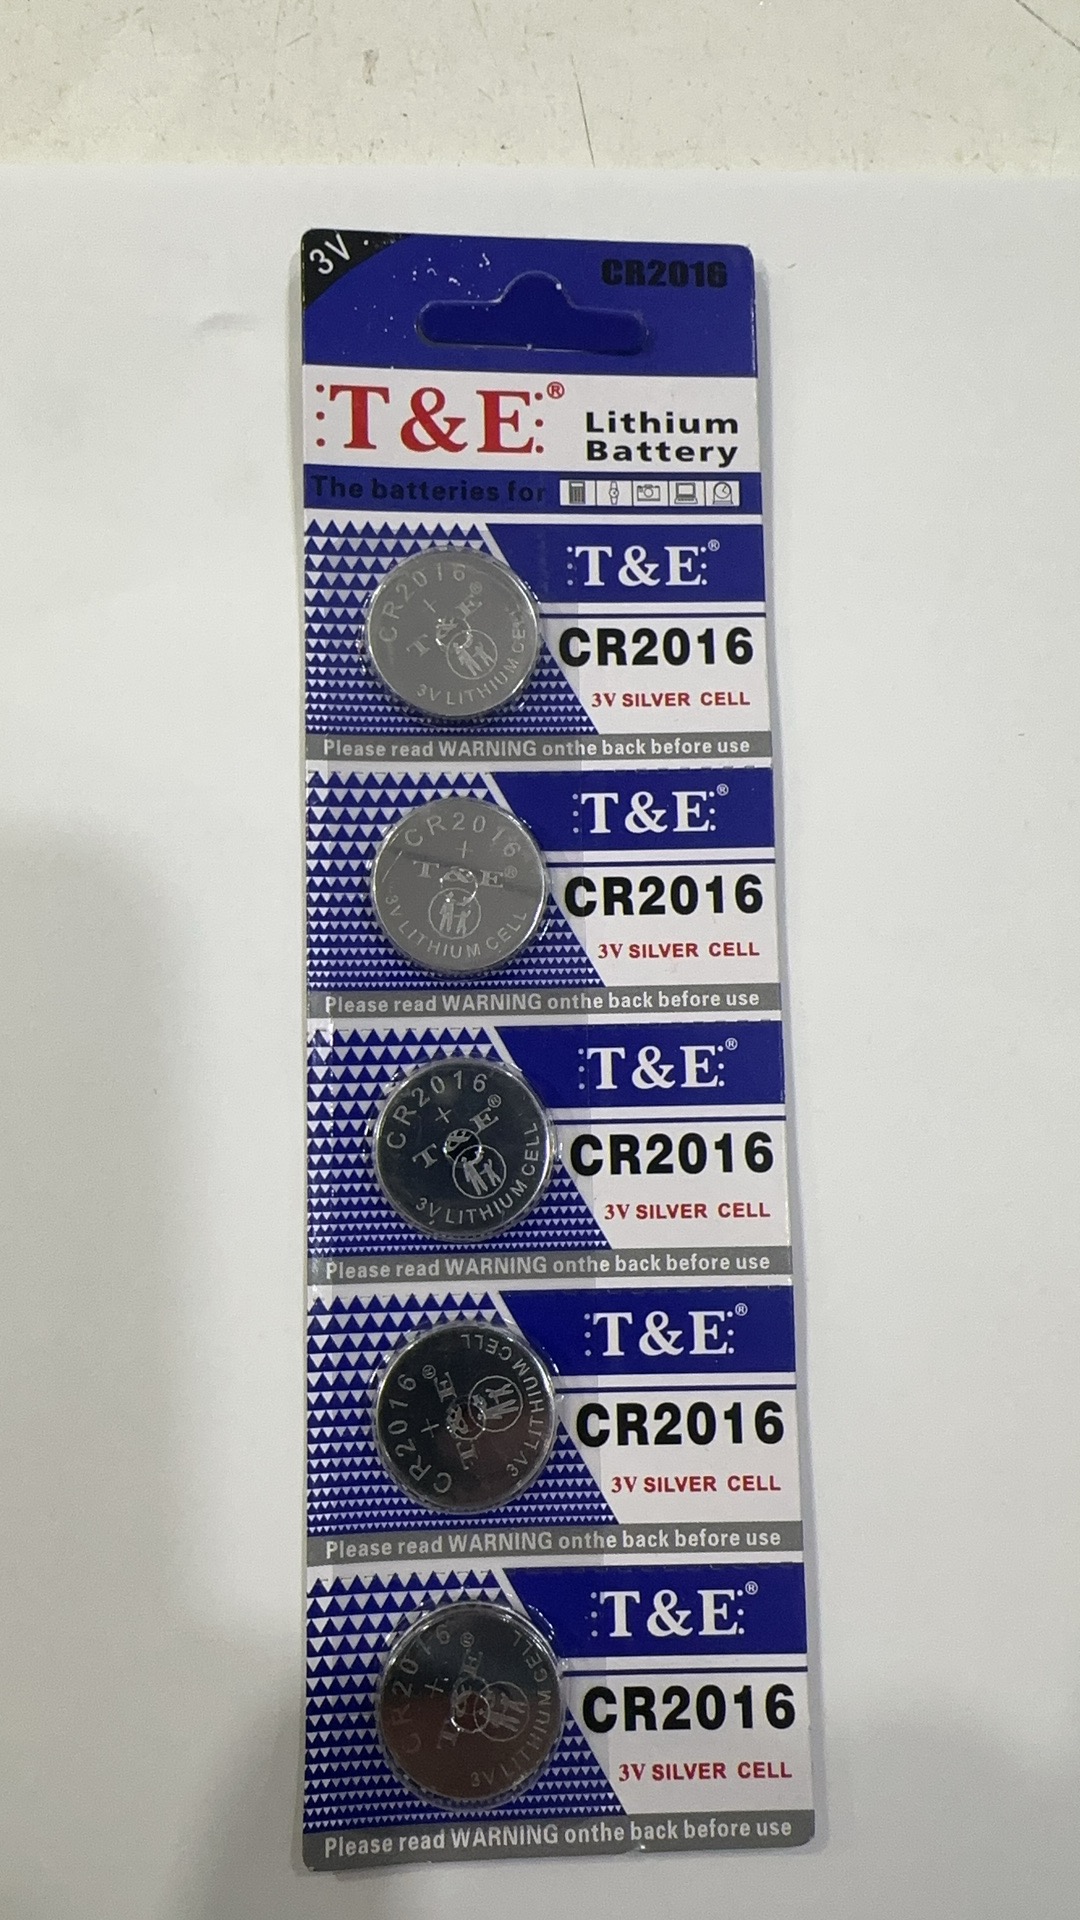 3V
CR2016
T&E®
Lithium
Battery
The batteries for
CR2016
+
T&E®
3V LITHIUM CELL
T&E®
CR2016
3V SILVER CELL
Please read WARNING onthe back before use
CR2016
+
T&E®
3V LITHIUM CELL
T&E®
CR2016
3V SILVER CELL
Please read WARNING onthe back before use
CR2016
+
T&E®
3V LITHIUM CELL
T&E®
CR2016
3V SILVER CELL
Please read WARNING onthe back before use
CR2016
+
T&E®
3V LITHIUM CELL
T&E®
CR2016
3V SILVER CELL
Please read WARNING onthe back before use
CR2016
+
T&E®
3V LITHIUM CELL
T&E®
CR2016
3V SILVER CELL
Please read WARNING onthe back before use